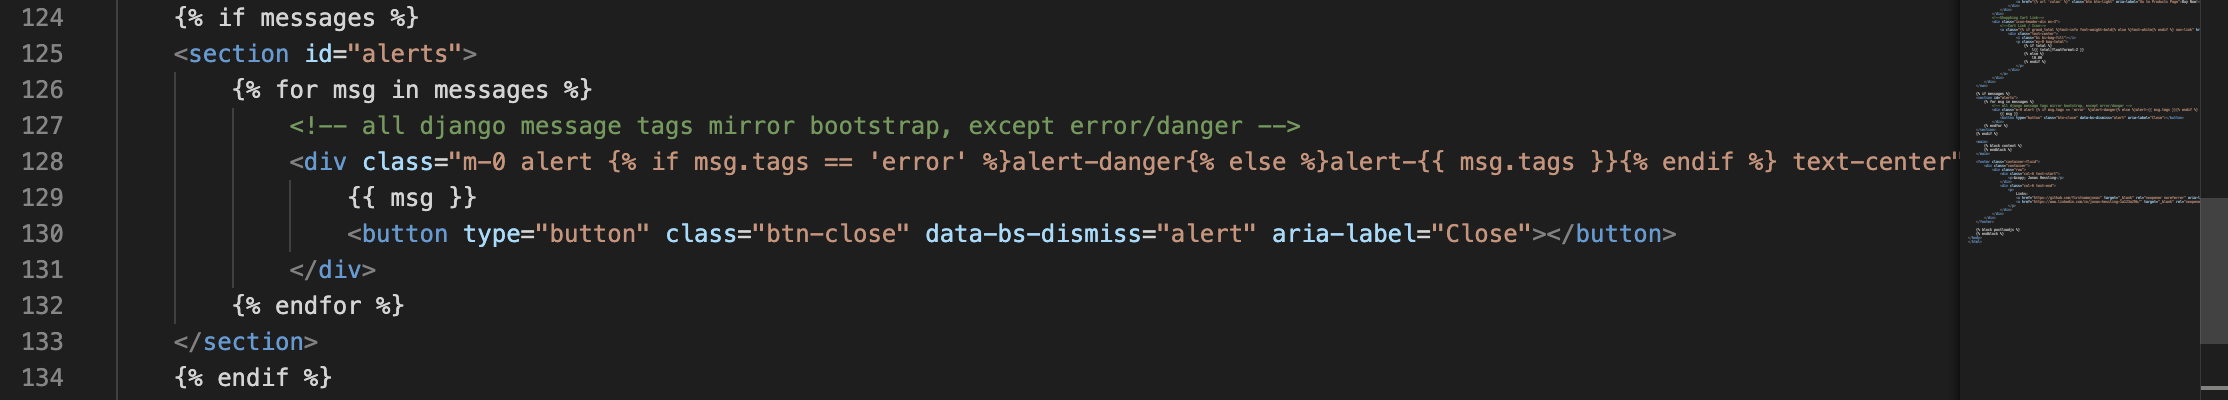 124 {% if messages %}
125 <section id="alerts">
126 {% for msg in messages %}
127 <!-- all django message tags mirror bootstrap, except error/danger -->
128 <div class="m-0 alert {% if msg.tags == 'error' %}alert-danger{% else %}alert-{{ msg.tags }}{% endif %} text-center"
129 {{ msg }}
130 <button type="button" class="btn-close" data-bs-dismiss="alert" aria-label="Close"></button>
131 </div>
132 {% endfor %}
133 </section>
134 {% endif %}